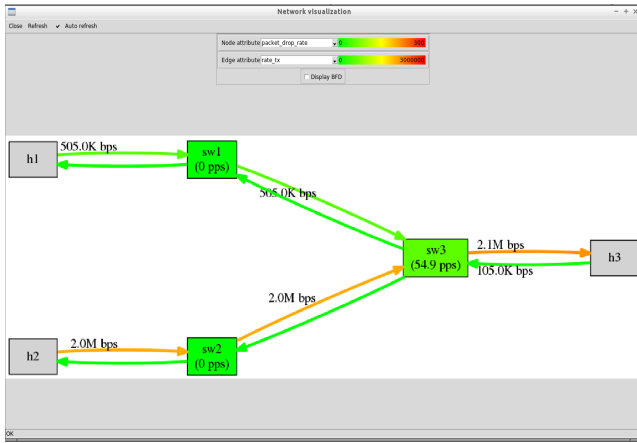 Network visualization
Close Refresh ✔ Auto refresh
Node attribute packet_drop_rate 0 300
Edge attribute rate_tx 0 3000000
Display BFD
h1
505.0K bps
sw1
(0 pps)
565.0K bps
sw3
(54.9 pps)
2.1M bps
105.0K bps
h3
2.0M bps
h2
2.0M bps
sw2
(0 pps)
OK